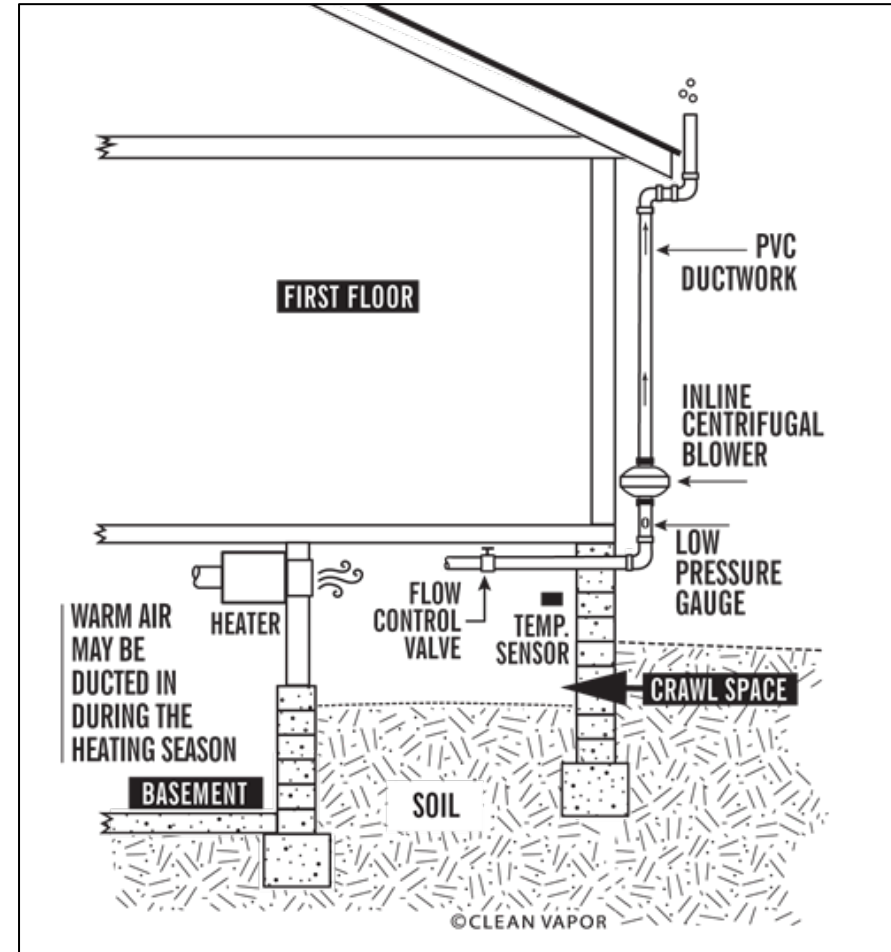 PVC
DUCTWORK
FIRST FLOOR
INLINE
CENTRIFUGAL
BLOWER
LOW
PRESSURE
GAUGE
FLOW
CONTROL
VALVE
TEMP.
SENSOR
HEATER
WARM AIR
MAY BE
DUCTED IN
DURING THE
HEATING SEASON
CRAWL SPACE
BASEMENT
SOIL
©CLEAN VAPOR